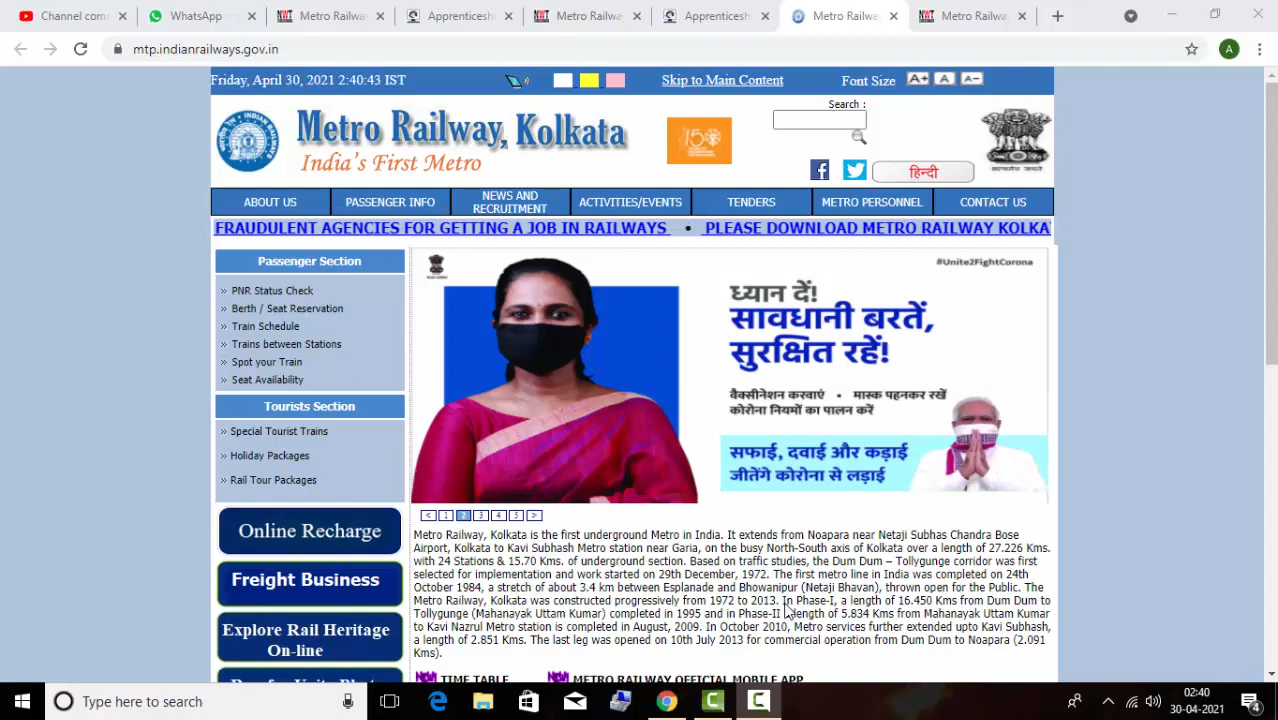 Channel com
WhatsApp
Metro Railw
Apprenticesh
Metro Railwa
Apprenticesh
Metro Railwa
Metro Railwa
mtp.indianrailways.gov.in
Friday, April 30, 2021 2:40:43 IST
Skip to Main Content
Font Size A+ A A-
Search :
Metro Railway, Kolkata
India's First Metro
हिन्दी
ABOUT US
PASSENGER INFO
NEWS AND RECRUITMENT
ACTIVITIES/EVENTS
TENDERS
METRO PERSONNEL
CONTACT US
FRAUDULENT AGENCIES FOR GETTING A JOB IN RAILWAYS • PLEASE DOWNLOAD METRO RAILWAY KOLKA
Passenger Section
» PNR Status Check
» Berth / Seat Reservation
» Train Schedule
» Trains between Stations
» Spot your Train
» Seat Availability
Tourists Section
» Special Tourist Trains
» Holiday Packages
» Rail Tour Packages
Online Recharge
Freight Business
Explore Rail Heritage
On-line
#Unite2FightCorona
ध्यान दें!
सावधानी बरतें,
सुरक्षित रहें!
वैक्सीनेशन करवाएं • मास्क पहनकर रखें
कोरोना नियमों का पालन करें
सफाई, दवाई और कड़ाई
जीतेंगे कोरोना से लड़ाई
< 1 2 3 4 5 >
Metro Railway, Kolkata is the first underground Metro in India. It extends from Noapara near Netaji Subhas Chandra Bose
Airport, Kolkata to Kavi Subhash Metro station near Garia, on the busy North-South axis of Kolkata over a length of 27.226 Kms.
with 24 Stations & 15.70 Kms. of underground section. Based on traffic studies, the Dum Dum – Tollygunge corridor was first
selected for implementation and work started on 29th December, 1972. The first metro line in India was completed on 24th
October 1984, a stretch of about 3.4 km between Esplanade and Bhowanipur (Netaji Bhavan), thrown open for the Public. The
Metro Railway, Kolkata was constructed progressively from 1972 to 2013. In Phase-I, a length of 16.450 Kms from Dum Dum to
Tollygunge (Mahanayak Uttam Kumar) completed in 1995 and in Phase-II length of 5.834 Kms from Mahanayak Uttam Kumar
to Kavi Nazrul Metro station is completed in August, 2009. In October 2010, Metro services further extended upto Kavi Subhash,
a length of 2.851 Kms. The last leg was opened on 10th July 2013 for commercial operation from Dum Dum to Noapara (2.091
Kms).
TIME TABLE
METRO RAILWAY OFFICIAL MOBILE APP
Type here to search
02:40
30-04-2021
4